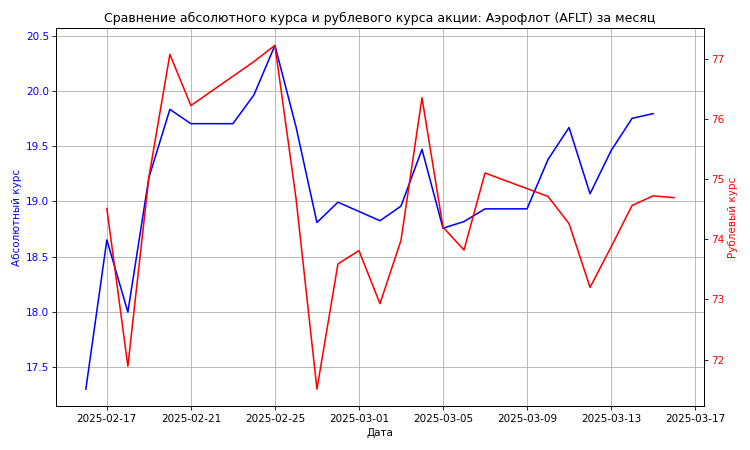 Сравнение абсолютного курса и рублевого курса акции: Аэрофлот (AFLT) за месяц
Абсолютный курс
20.5
20.0
19.5
19.0
18.5
18.0
17.5
77
76
75
74
73
72
Рублевый курс
2025-02-17 2025-02-21 2025-02-25 2025-03-01 2025-03-05 2025-03-09 2025-03-13 2025-03-17
Дата